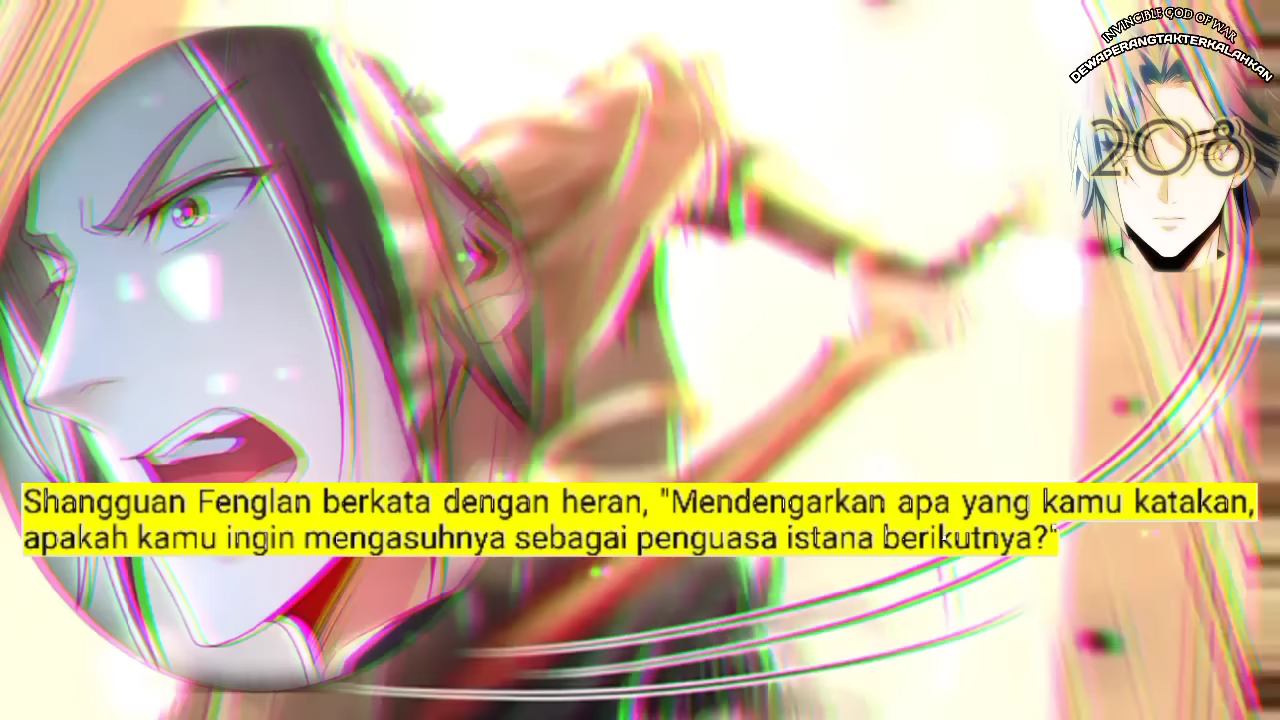 INVINCIBLE GOD OF WAR
DEWAPERANGTAKTERKALAHKAN
208
Shangguan Fenglan berkata dengan heran, "Mendengarkan apa yang kamu katakan,
apakah kamu ingin mengasuhnya sebagai penguasa istana berikutnya?"